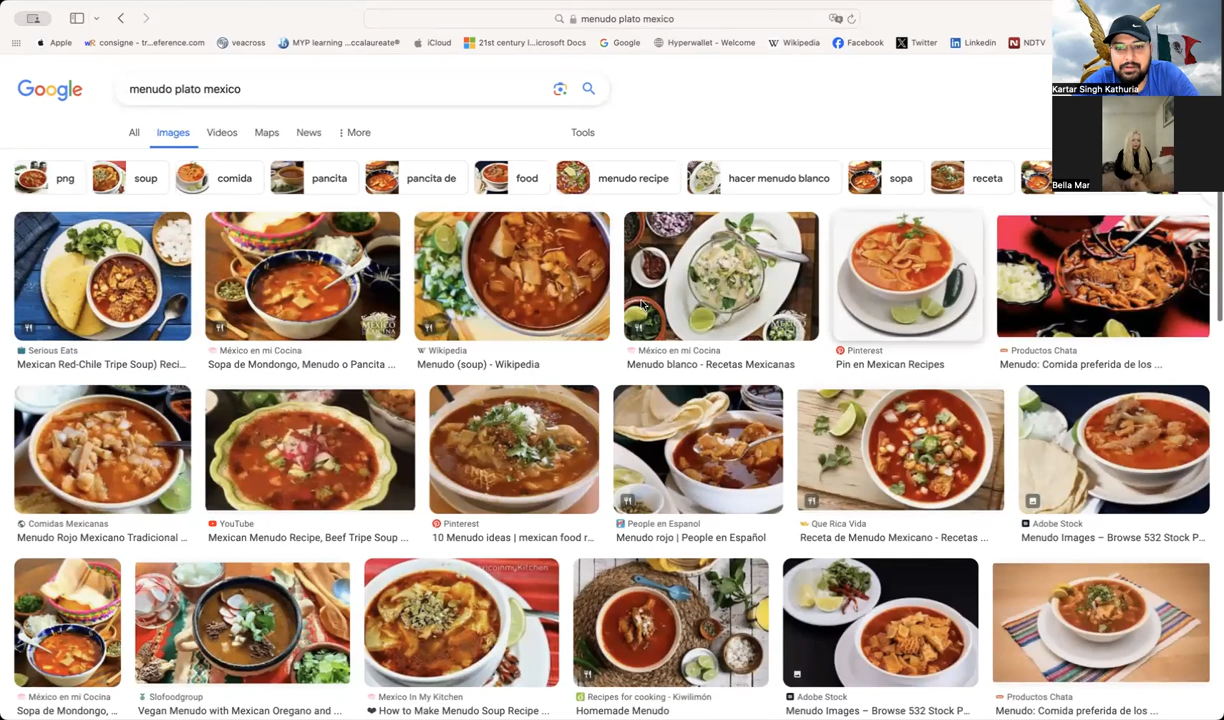 menudo plato mexico
Apple
consigne - tr...eference.com
veacross
MYP learning ...ccalaureate®
iCloud
21st century l...icrosoft Docs
Google
Hyperwallet - Welcome
Wikipedia
Facebook
Twitter
Linkedin
NDTV
Kartar Singh Kathuria
Google
menudo plato mexico
All
Images
Videos
Maps
News
More
Tools
png
soup
comida
pancita
pancita de
food
menudo recipe
hacer menudo blanco
sopa
receta
Bella Mar
Serious Eats
Mexican Red-Chile Tripe Soup) Reci...
México en mi Cocina
Sopa de Mondongo, Menudo o Pancita ...
Wikipedia
Menudo (soup) - Wikipedia
México en mi Cocina
Menudo blanco - Recetas Mexicanas
Pinterest
Pin en Mexican Recipes
Productos Chata
Menudo: Comida preferida de los ...
Comidas Mexicanas
Menudo Rojo Mexicano Tradicional ...
YouTube
Mexican Menudo Recipe, Beef Tripe Soup ...
Pinterest
10 Menudo ideas | mexican food r...
People en Espanol
Menudo rojo | People en Español
Que Rica Vida
Receta de Menudo Mexicano - Recetas ...
Adobe Stock
Menudo Images – Browse 532 Stock P...
México en mi Cocina
Sopa de Mondongo, ...
Slofoodgroup
Vegan Menudo with Mexican Oregano and ...
Mexico In My Kitchen
❤ How to Make Menudo Soup Recipe ...
Recipes for cooking - Kiwilimón
Homemade Menudo
Adobe Stock
Menudo Images – Browse 532 Stock P...
Productos Chata
Menudo: Comida preferida de los ...